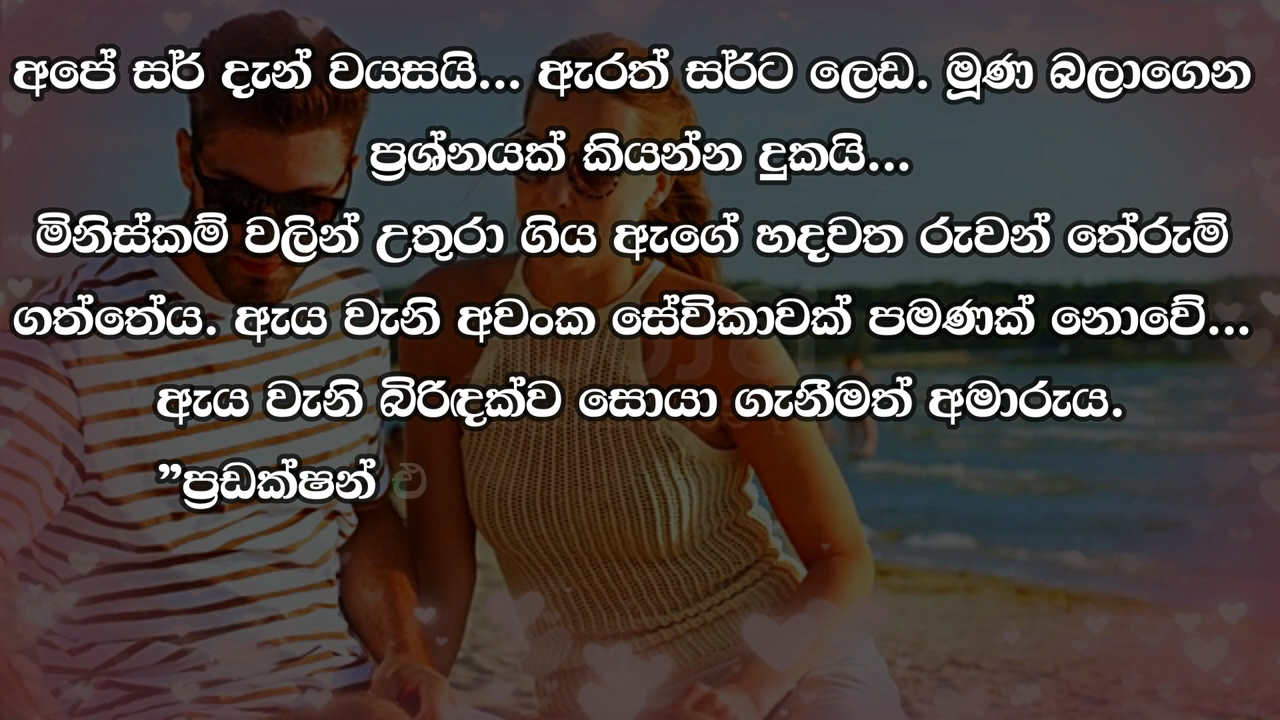 අපේ සර් දැන් වයසයි... ඇරත් සර්ට ලෙඩ. මූණ බලාගෙන
ප්‍රශ්නයක් කියන්න දුකයි...
මිනිස්කම් වලින් උතුරා ගිය ඇගේ හදවත රුවන් තේරුම්
ගත්තේය. ඇය වැනි අවංක සේවිකාවක් පමණක් නොවේ...
ඇය වැනි බිරිඳක්ව සොයා ගැනීමත් අමාරුය.
”ප්‍රඩක්ෂන් එ